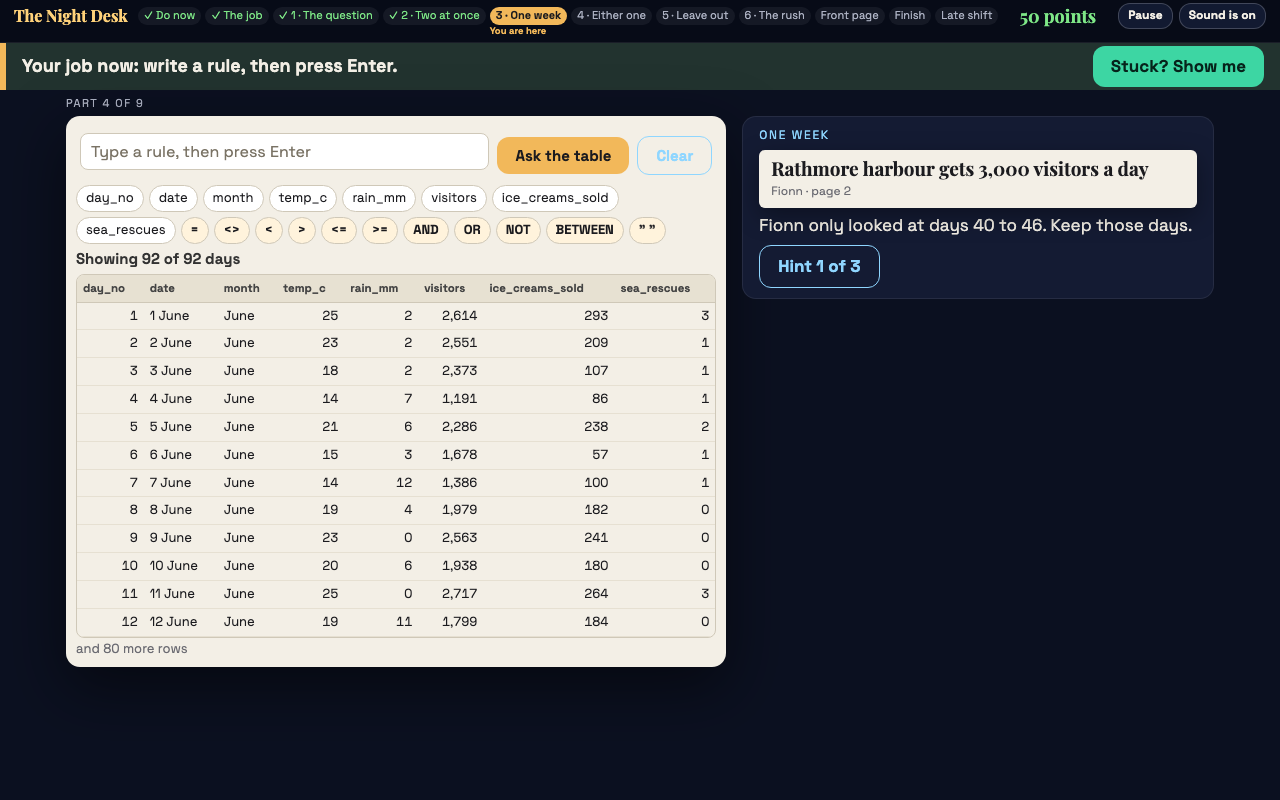 The Night Desk ✓ Do now ✓ The job ✓ 1 · The question ✓ 2 · Two at once 3 · One week 4 · Either one 5 · Leave out 6 · The rush Front page Finish Late shift 50 points Pause Sound is on
You are here
Your job now: write a rule, then press Enter. Stuck? Show me
PART 4 OF 9
Type a rule, then press Enter Ask the table Clear
day_no date month temp_c rain_mm visitors ice_creams_sold
sea_rescues = <> < > <= >= AND OR NOT BETWEEN " "
Showing 92 of 92 days
day_no date month temp_c rain_mm visitors ice_creams_sold sea_rescues
1 1 June June 25 2 2,614 293 3
2 2 June June 23 2 2,551 209 1
3 3 June June 18 2 2,373 107 1
4 4 June June 14 7 1,191 86 1
5 5 June June 21 6 2,286 238 2
6 6 June June 15 3 1,678 57 1
7 7 June June 14 12 1,386 100 1
8 8 June June 19 4 1,979 182 0
9 9 June June 23 0 2,563 241 0
10 10 June June 20 6 1,938 180 0
11 11 June June 25 0 2,717 264 3
12 12 June June 19 11 1,799 184 0
and 80 more rows
ONE WEEK
Rathmore harbour gets 3,000 visitors a day
Fionn · page 2
Fionn only looked at days 40 to 46. Keep those days.
Hint 1 of 3